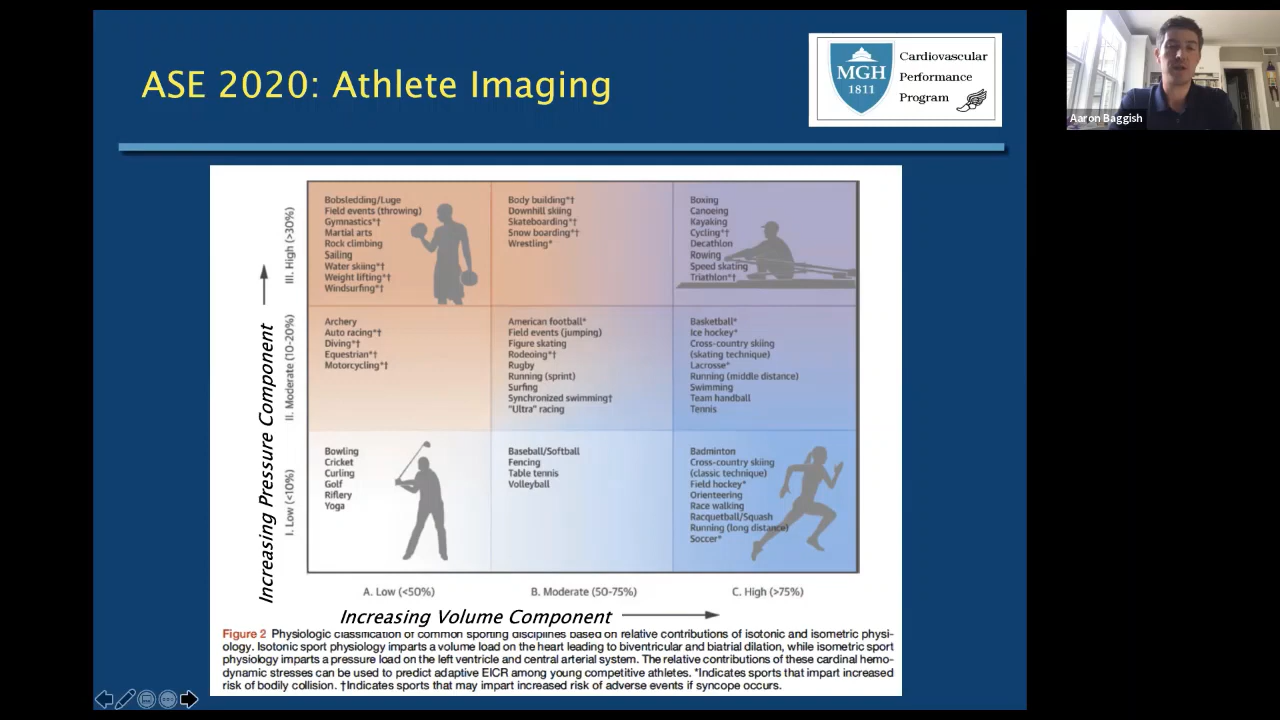 ASE 2020: Athlete Imaging
MGH
1811
Cardiovascular
Performance
Program
Aaron Baggish
Increasing Pressure Component
III. High (>30%)
II. Moderate (10-20%)
I. Low (<10%)
Bobsledding/Luge
Field events (throwing)
Gymnastics*†
Martial arts
Rock climbing
Sailing
Water skiing*†
Weight lifting*†
Windsurfing*†
Body building*†
Downhill skiing
Skateboarding*†
Snow boarding*†
Wrestling*
Boxing
Canoeing
Kayaking
Cycling*†
Decathlon
Rowing
Speed skating
Triathlon*†
Archery
Auto racing*†
Diving*†
Equestrian*†
Motorcycling*†
American football*
Field events (jumping)
Figure skating
Rodeoing*†
Rugby
Running (sprint)
Surfing
Synchronized swimming†
"Ultra" racing
Basketball*
Ice hockey*
Cross-country skiing
(skating technique)
Lacrosse*
Running (middle distance)
Swimming
Team handball
Tennis
Bowling
Cricket
Curling
Golf
Riflery
Yoga
Baseball/Softball
Fencing
Table tennis
Volleyball
Badminton
Cross-country skiing
(classic technique)
Field hockey*
Orienteering
Race walking
Racquetball/Squash
Running (long distance)
Soccer*
A. Low (<50%)
B. Moderate (50-75%)
C. High (>75%)
Increasing Volume Component
Figure 2 Physiologic classification of common sporting disciplines based on relative contributions of isotonic and isometric physi-
ology. Isotonic sport physiology imparts a volume load on the heart leading to biventricular and biatrial dilation, while isometric sport
physiology imparts a pressure load on the left ventricle and central arterial system. The relative contributions of these cardinal hemo-
dynamic stresses can be used to predict adaptive EICR among young competitive athletes. *Indicates sports that impart increased
risk of bodily collision. †Indicates sports that may impart increased risk of adverse events if syncope occurs.